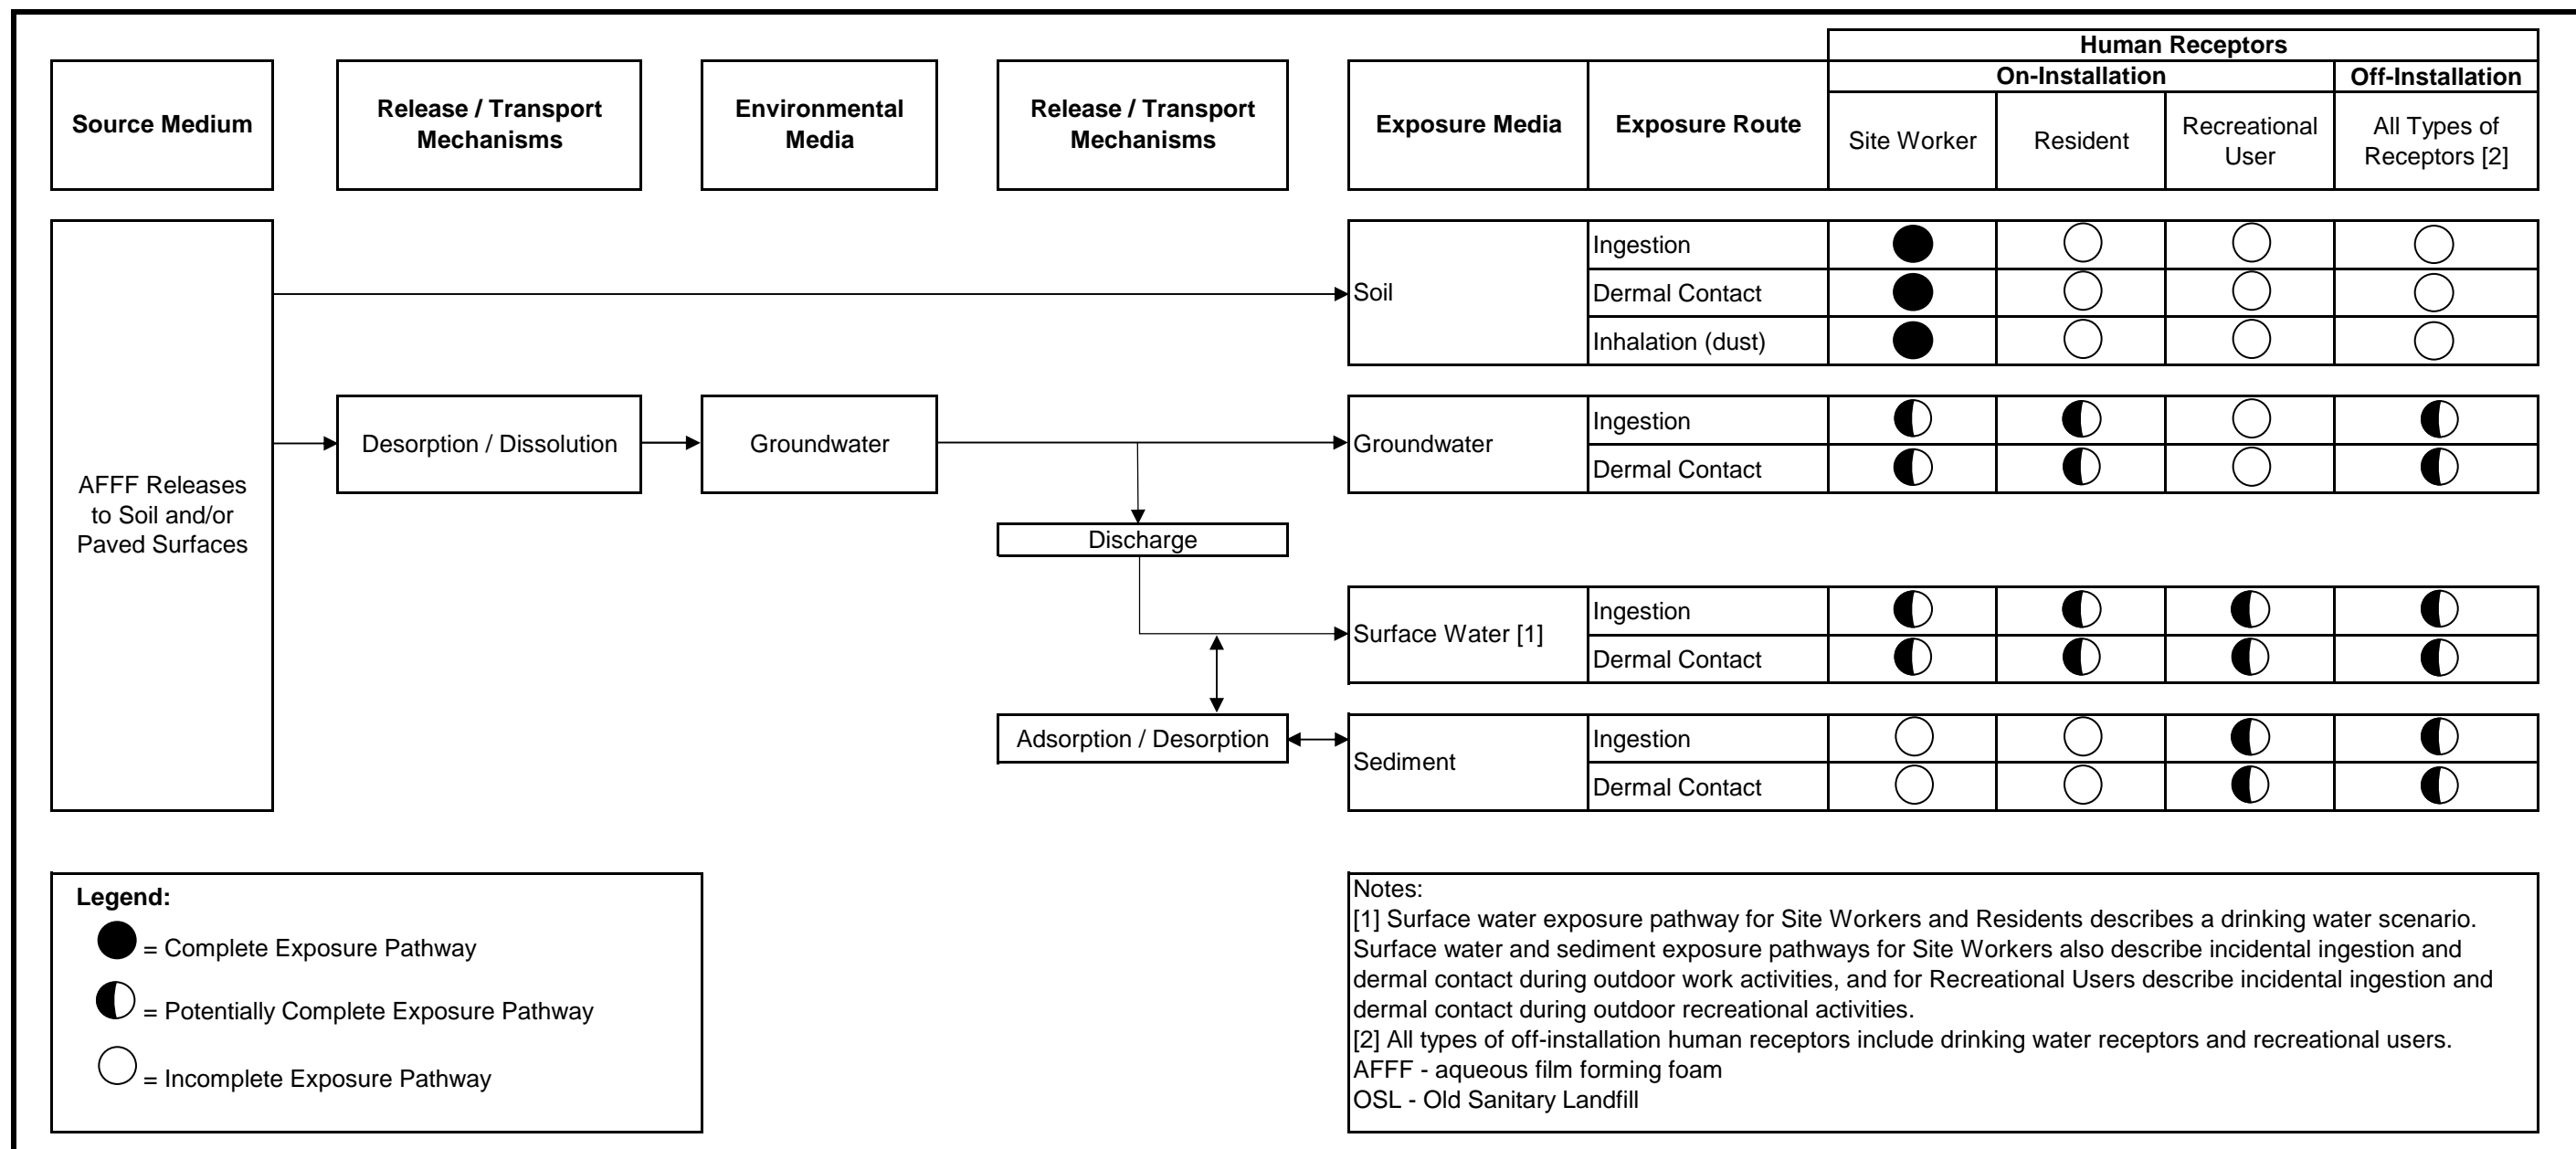 Human Receptors
On-Installation
Off-Installation
Source Medium
Release / Transport
Mechanisms
Environmental
Media
Release / Transport
Mechanisms
Exposure Media
Exposure Route
Site Worker
Resident
Recreational
User
All Types of
Receptors [2]
AFFF Releases
to Soil and/or
Paved Surfaces
Soil
Ingestion
Dermal Contact
Inhalation (dust)
Desorption / Dissolution
Groundwater
Groundwater
Ingestion
Dermal Contact
Discharge
Surface Water [1]
Ingestion
Dermal Contact
Adsorption / Desorption
Sediment
Ingestion
Dermal Contact
Legend:
= Complete Exposure Pathway
= Potentially Complete Exposure Pathway
= Incomplete Exposure Pathway
Notes:
[1] Surface water exposure pathway for Site Workers and Residents describes a drinking water scenario.
Surface water and sediment exposure pathways for Site Workers also describe incidental ingestion and
dermal contact during outdoor work activities, and for Recreational Users describe incidental ingestion and
dermal contact during outdoor recreational activities.
[2] All types of off-installation human receptors include drinking water receptors and recreational users.
AFFF - aqueous film forming foam
OSL - Old Sanitary Landfill